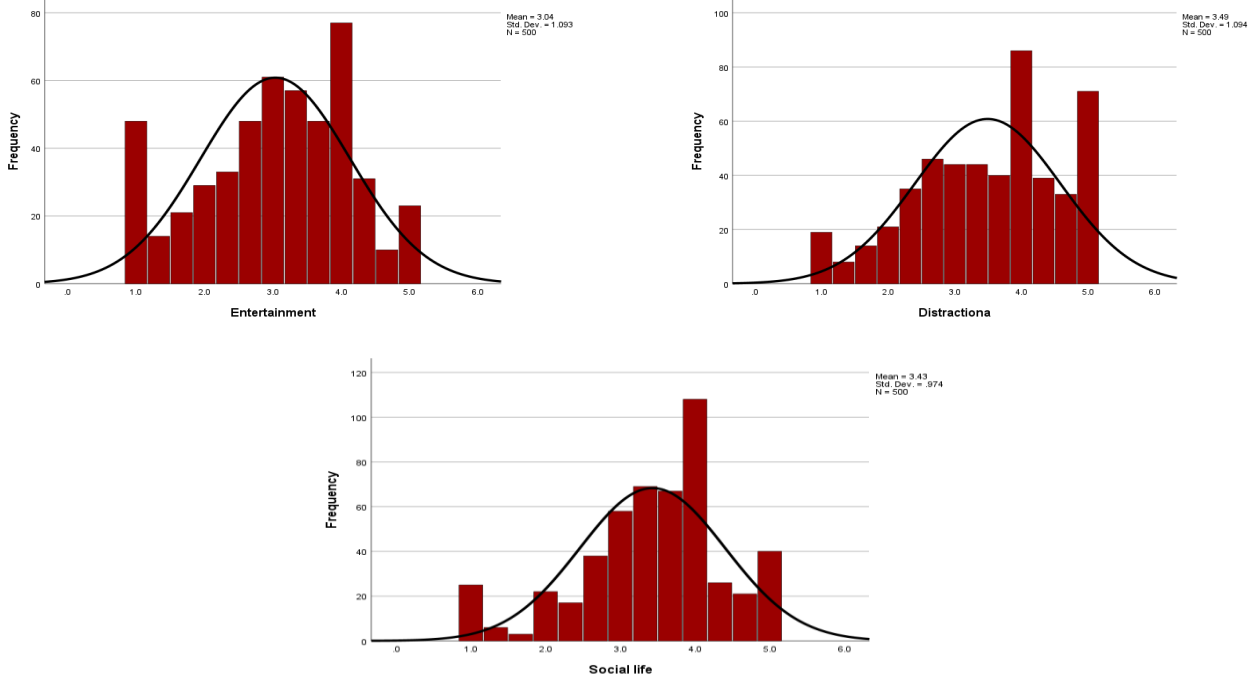 Mean = 3.04
Std. Dev. = 1.093
N = 500
80
60
40
20
0
Frequency
.0 1.0 2.0 3.0 4.0 5.0 6.0
Entertainment
Mean = 3.49
Std. Dev. = 1.094
N = 500
100
80
60
40
20
0
Frequency
.0 1.0 2.0 3.0 4.0 5.0 6.0
Distractiona
Mean = 3.43
Std. Dev. = .974
N = 500
120
100
80
60
40
20
0
Frequency
.0 1.0 2.0 3.0 4.0 5.0 6.0
Social life